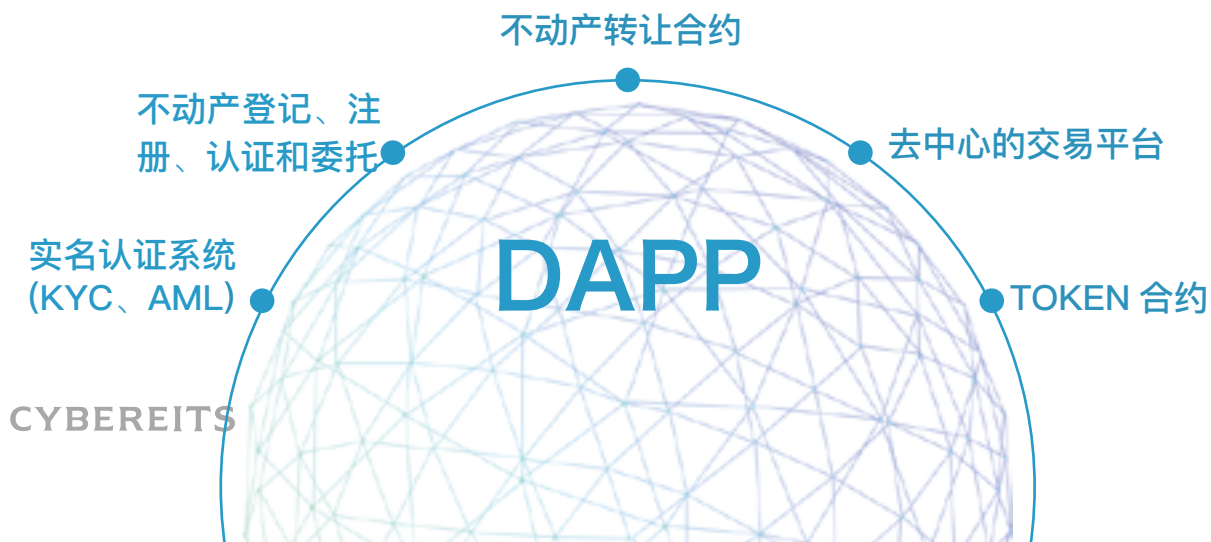 不动产转让合约
不动产登记、注
册、认证和委托
去中心的交易平台
实名认证系统
(KYC、AML)
DAPP
TOKEN 合约
CYBEREITS